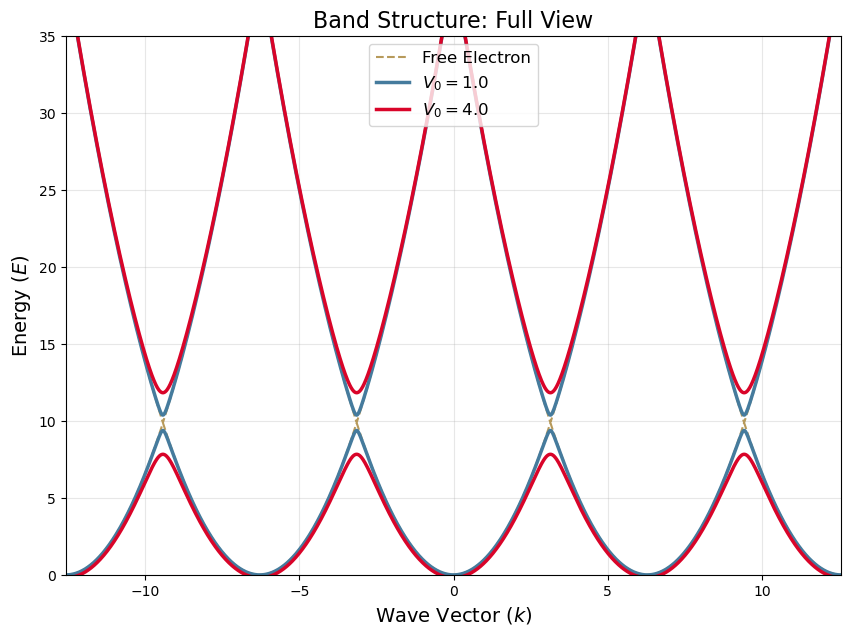 Band Structure: Full View
Free Electron
$V_0 = 1.0$
$V_0 = 4.0$
35
30
25
20
15
10
5
0
Energy ($E$)
−10 −5 0 5 10
Wave Vector ($k$)